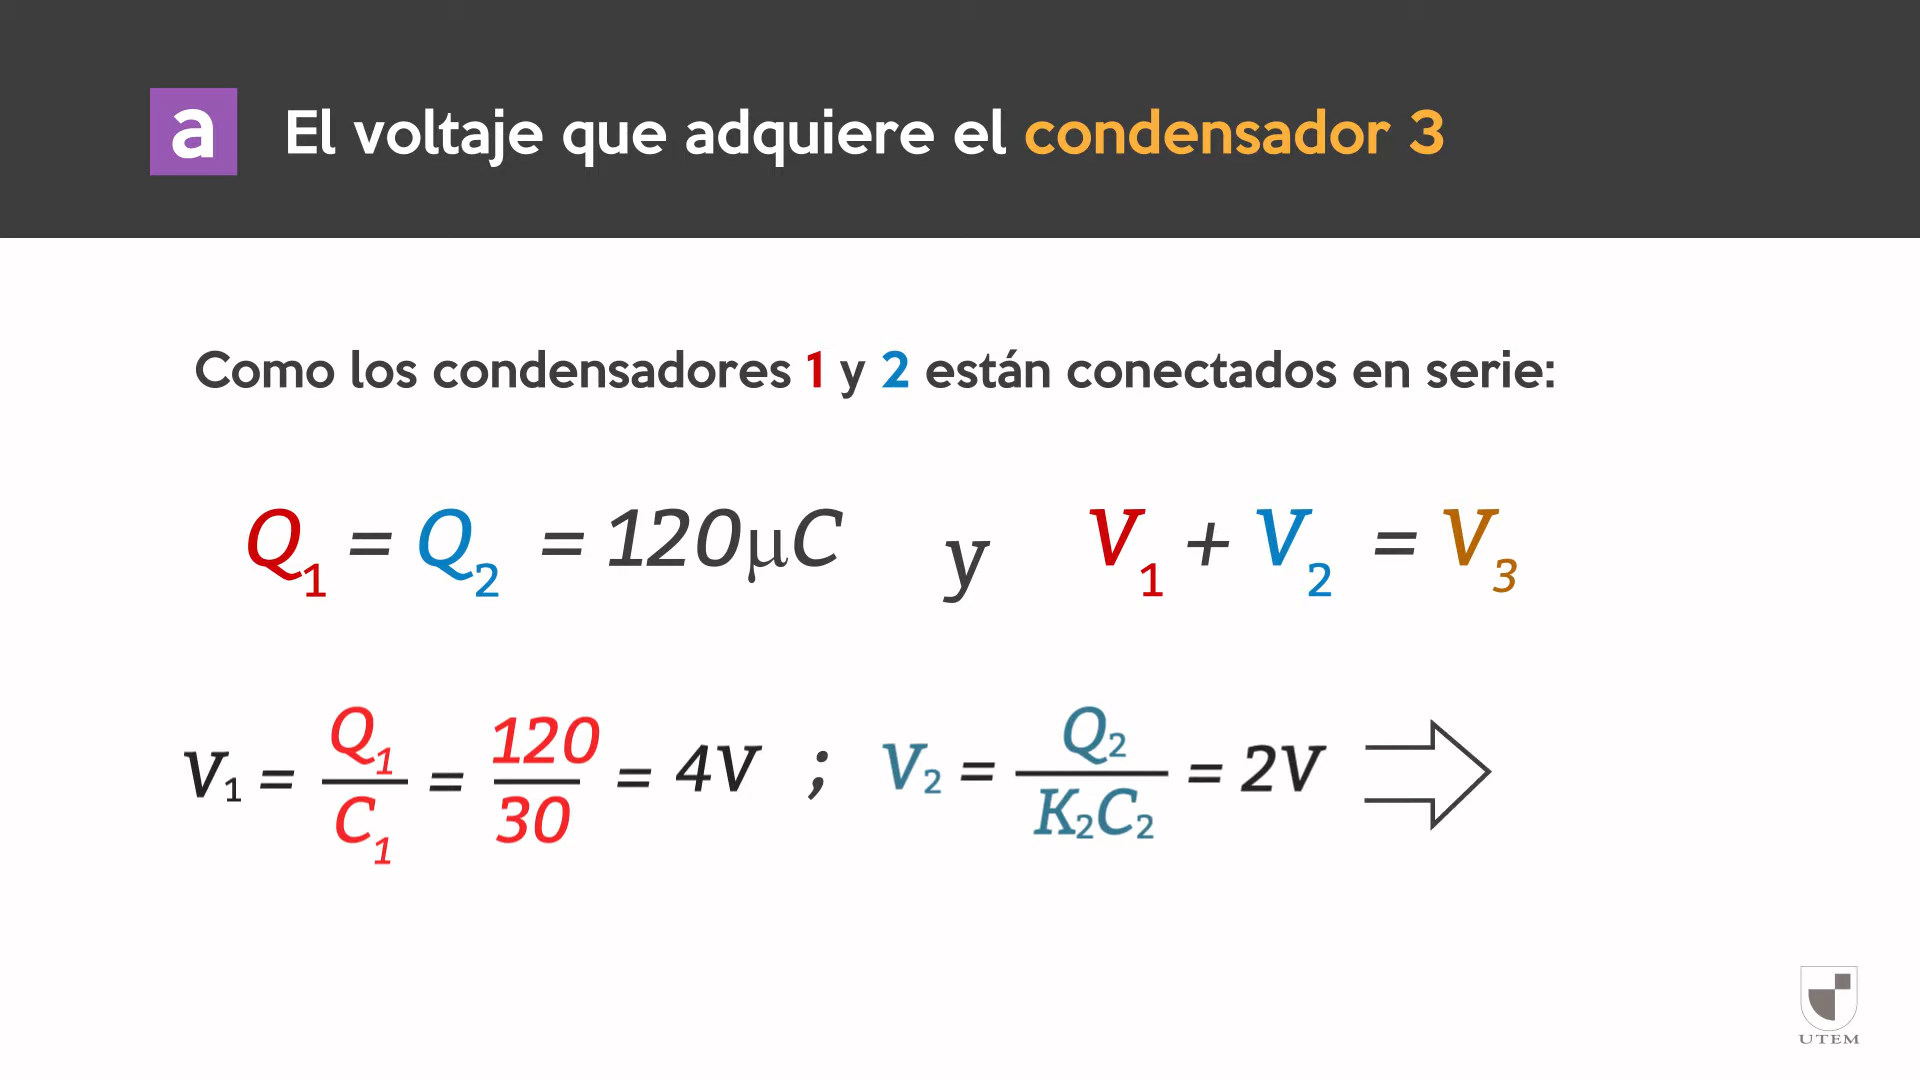 a El voltaje que adquiere el condensador 3
Como los condensadores 1 y 2 están conectados en serie:
Q₁ = Q₂ = 120μC y V₁ + V₂ = V₃
V₁ = Q₁/C₁ = 120/30 = 4V ; V₂ = Q₂/K₂C₂ = 2V
UTEM